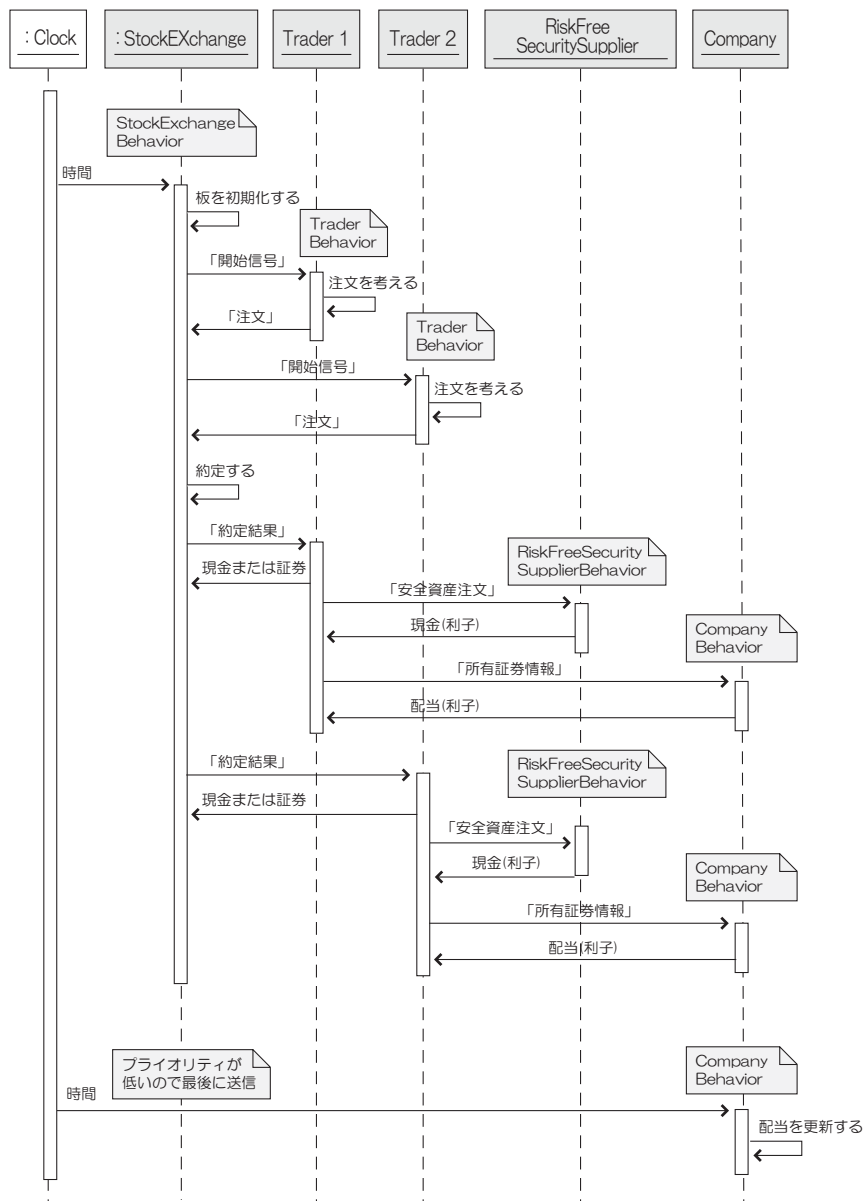 : Clock
: StockEXchange
Trader 1
Trader 2
RiskFree
SecuritySupplier
Company
StockExchange
Behavior
時間
板を初期化する
Trader
Behavior
「開始信号」
注文を考える
「注文」
Trader
Behavior
「開始信号」
注文を考える
「注文」
約定する
「約定結果」
RiskFreeSecurity
SupplierBehavior
現金または証券
「安全資産注文」
現金(利子)
Company
Behavior
「所有証券情報」
配当(利子)
「約定結果」
RiskFreeSecurity
SupplierBehavior
現金または証券
「安全資産注文」
現金(利子)
Company
Behavior
「所有証券情報」
配当(利子)
プライオリティが
低いので最後に送信
Company
Behavior
時間
配当を更新する